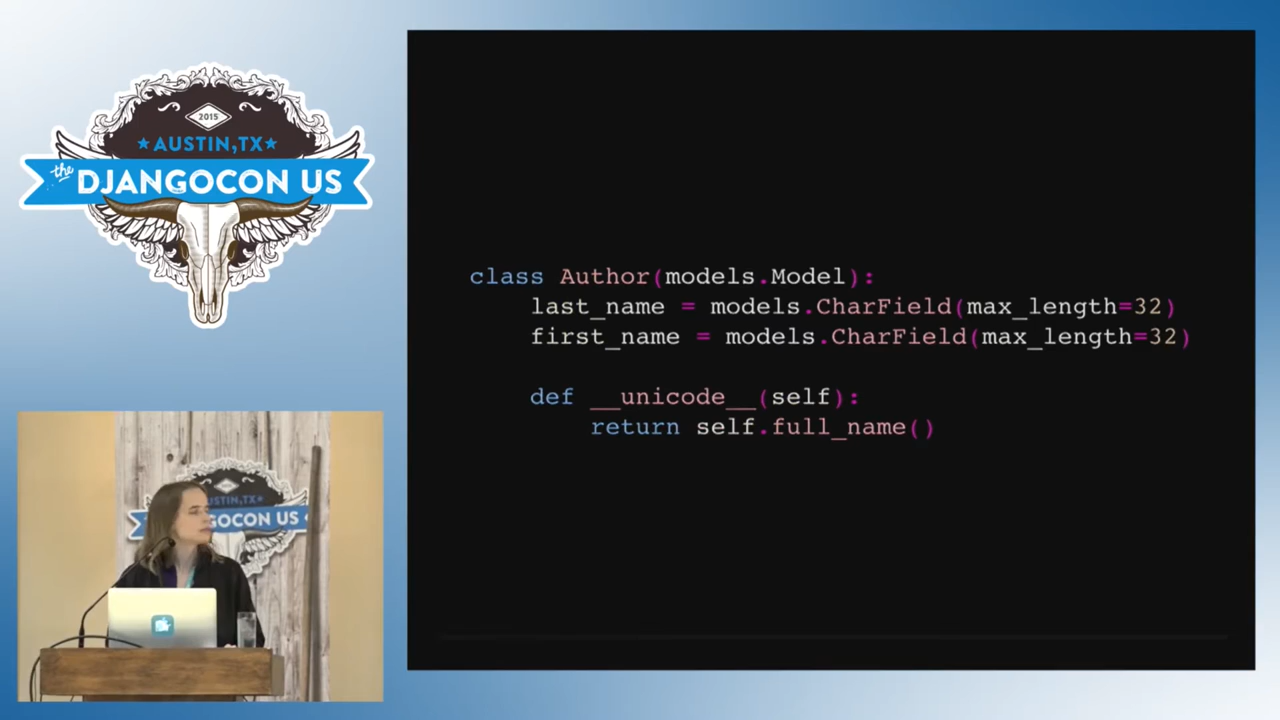 2015
★AUSTIN,TX★
the
DJANGOCON US
class Author(models.Model):
    last_name = models.CharField(max_length=32)
    first_name = models.CharField(max_length=32)
    def __unicode__(self):
        return self.full_name()
AUSTIN,TX★
GOCON US